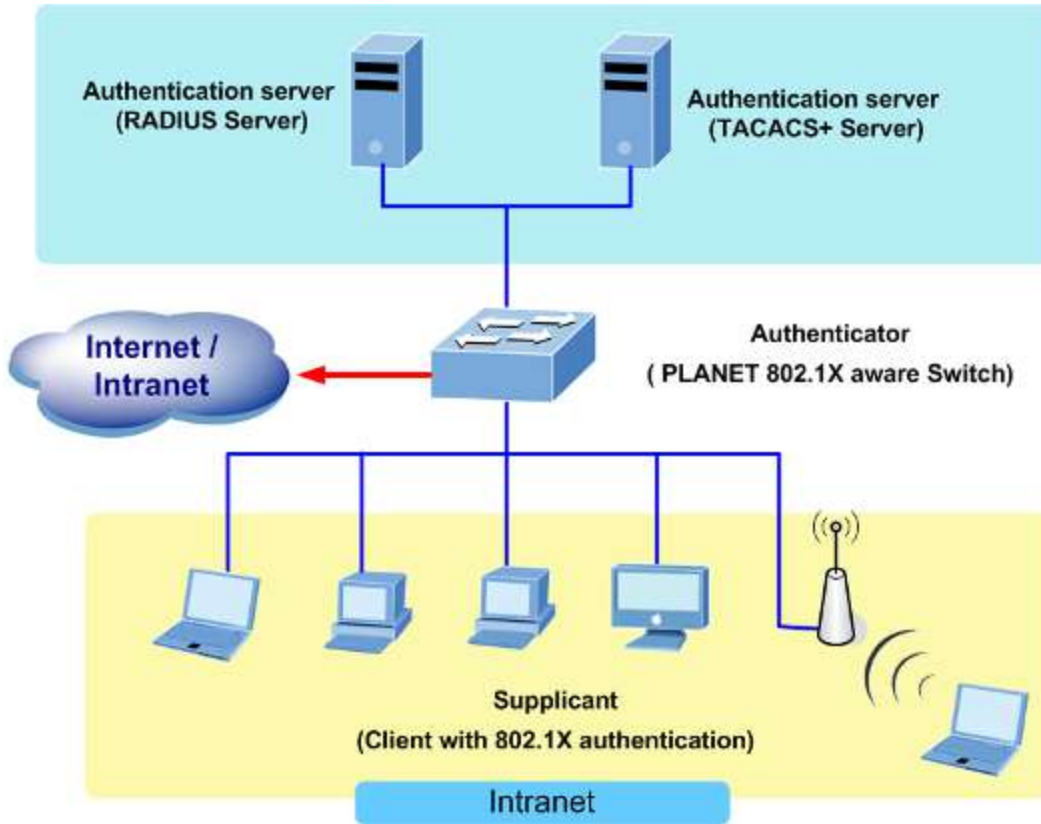 Authentication server
(RADIUS Server)
Authentication server
(TACACS+ Server)
Internet /
Intranet
Authenticator
( PLANET 802.1X aware Switch)
Supplicant
(Client with 802.1X authentication)
Intranet